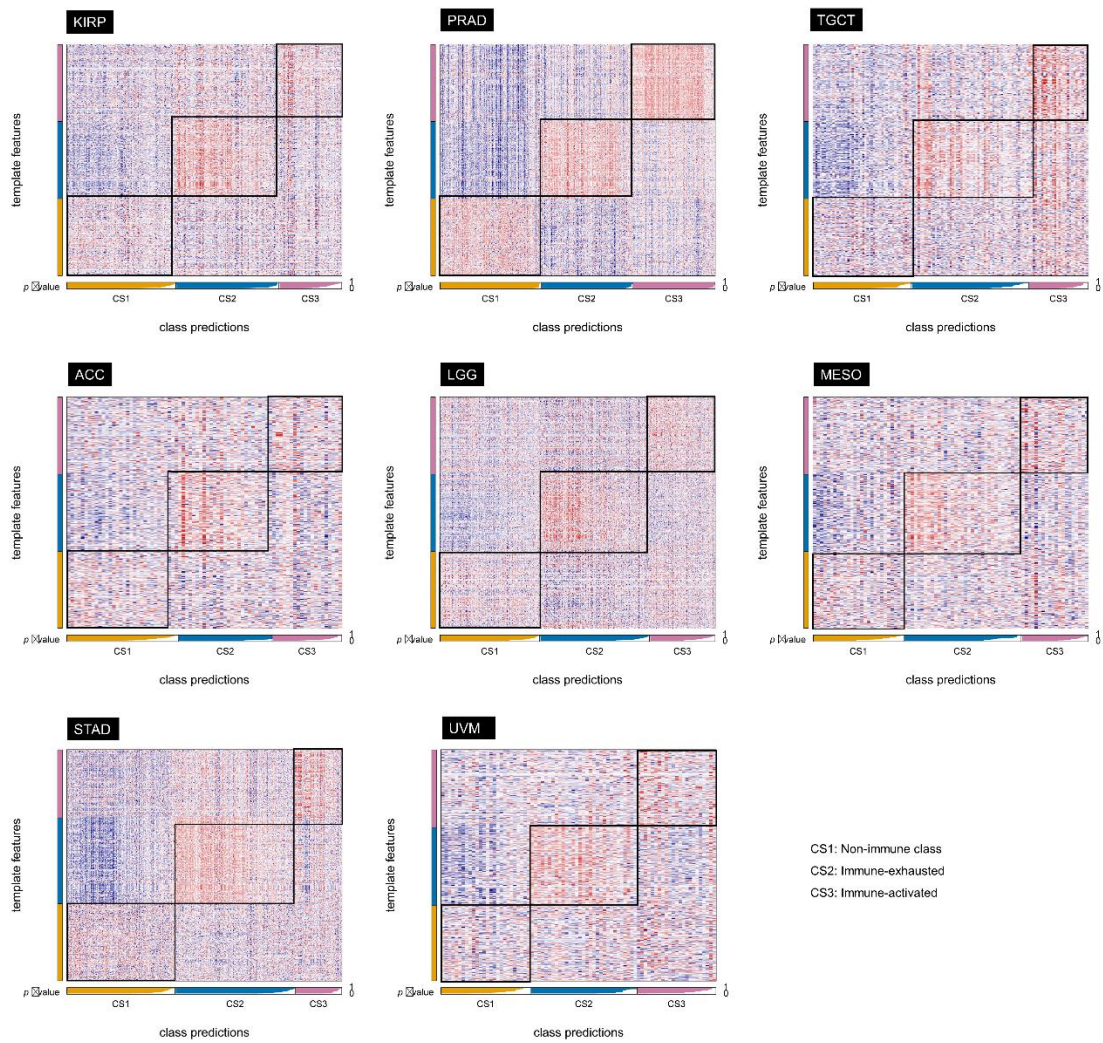 KIRP
PRAD
TGCT
template features
template features
template features
p value
CS1
CS2
CS3
1
0
p value
CS1
CS2
CS3
1
0
p value
CS1
CS2
CS3
1
0
class predictions
class predictions
class predictions
ACC
LGG
MESO
template features
template features
template features
p value
CS1
CS2
CS3
1
0
p value
CS1
CS2
CS3
1
0
p value
CS1
CS2
CS3
1
0
class predictions
class predictions
class predictions
STAD
UVM
template features
template features
CS1: Non-immune class
CS2: Immune-exhausted
CS3: Immune-activated
p value
CS1
CS2
CS3
1
0
p value
CS1
CS2
CS3
1
0
class predictions
class predictions